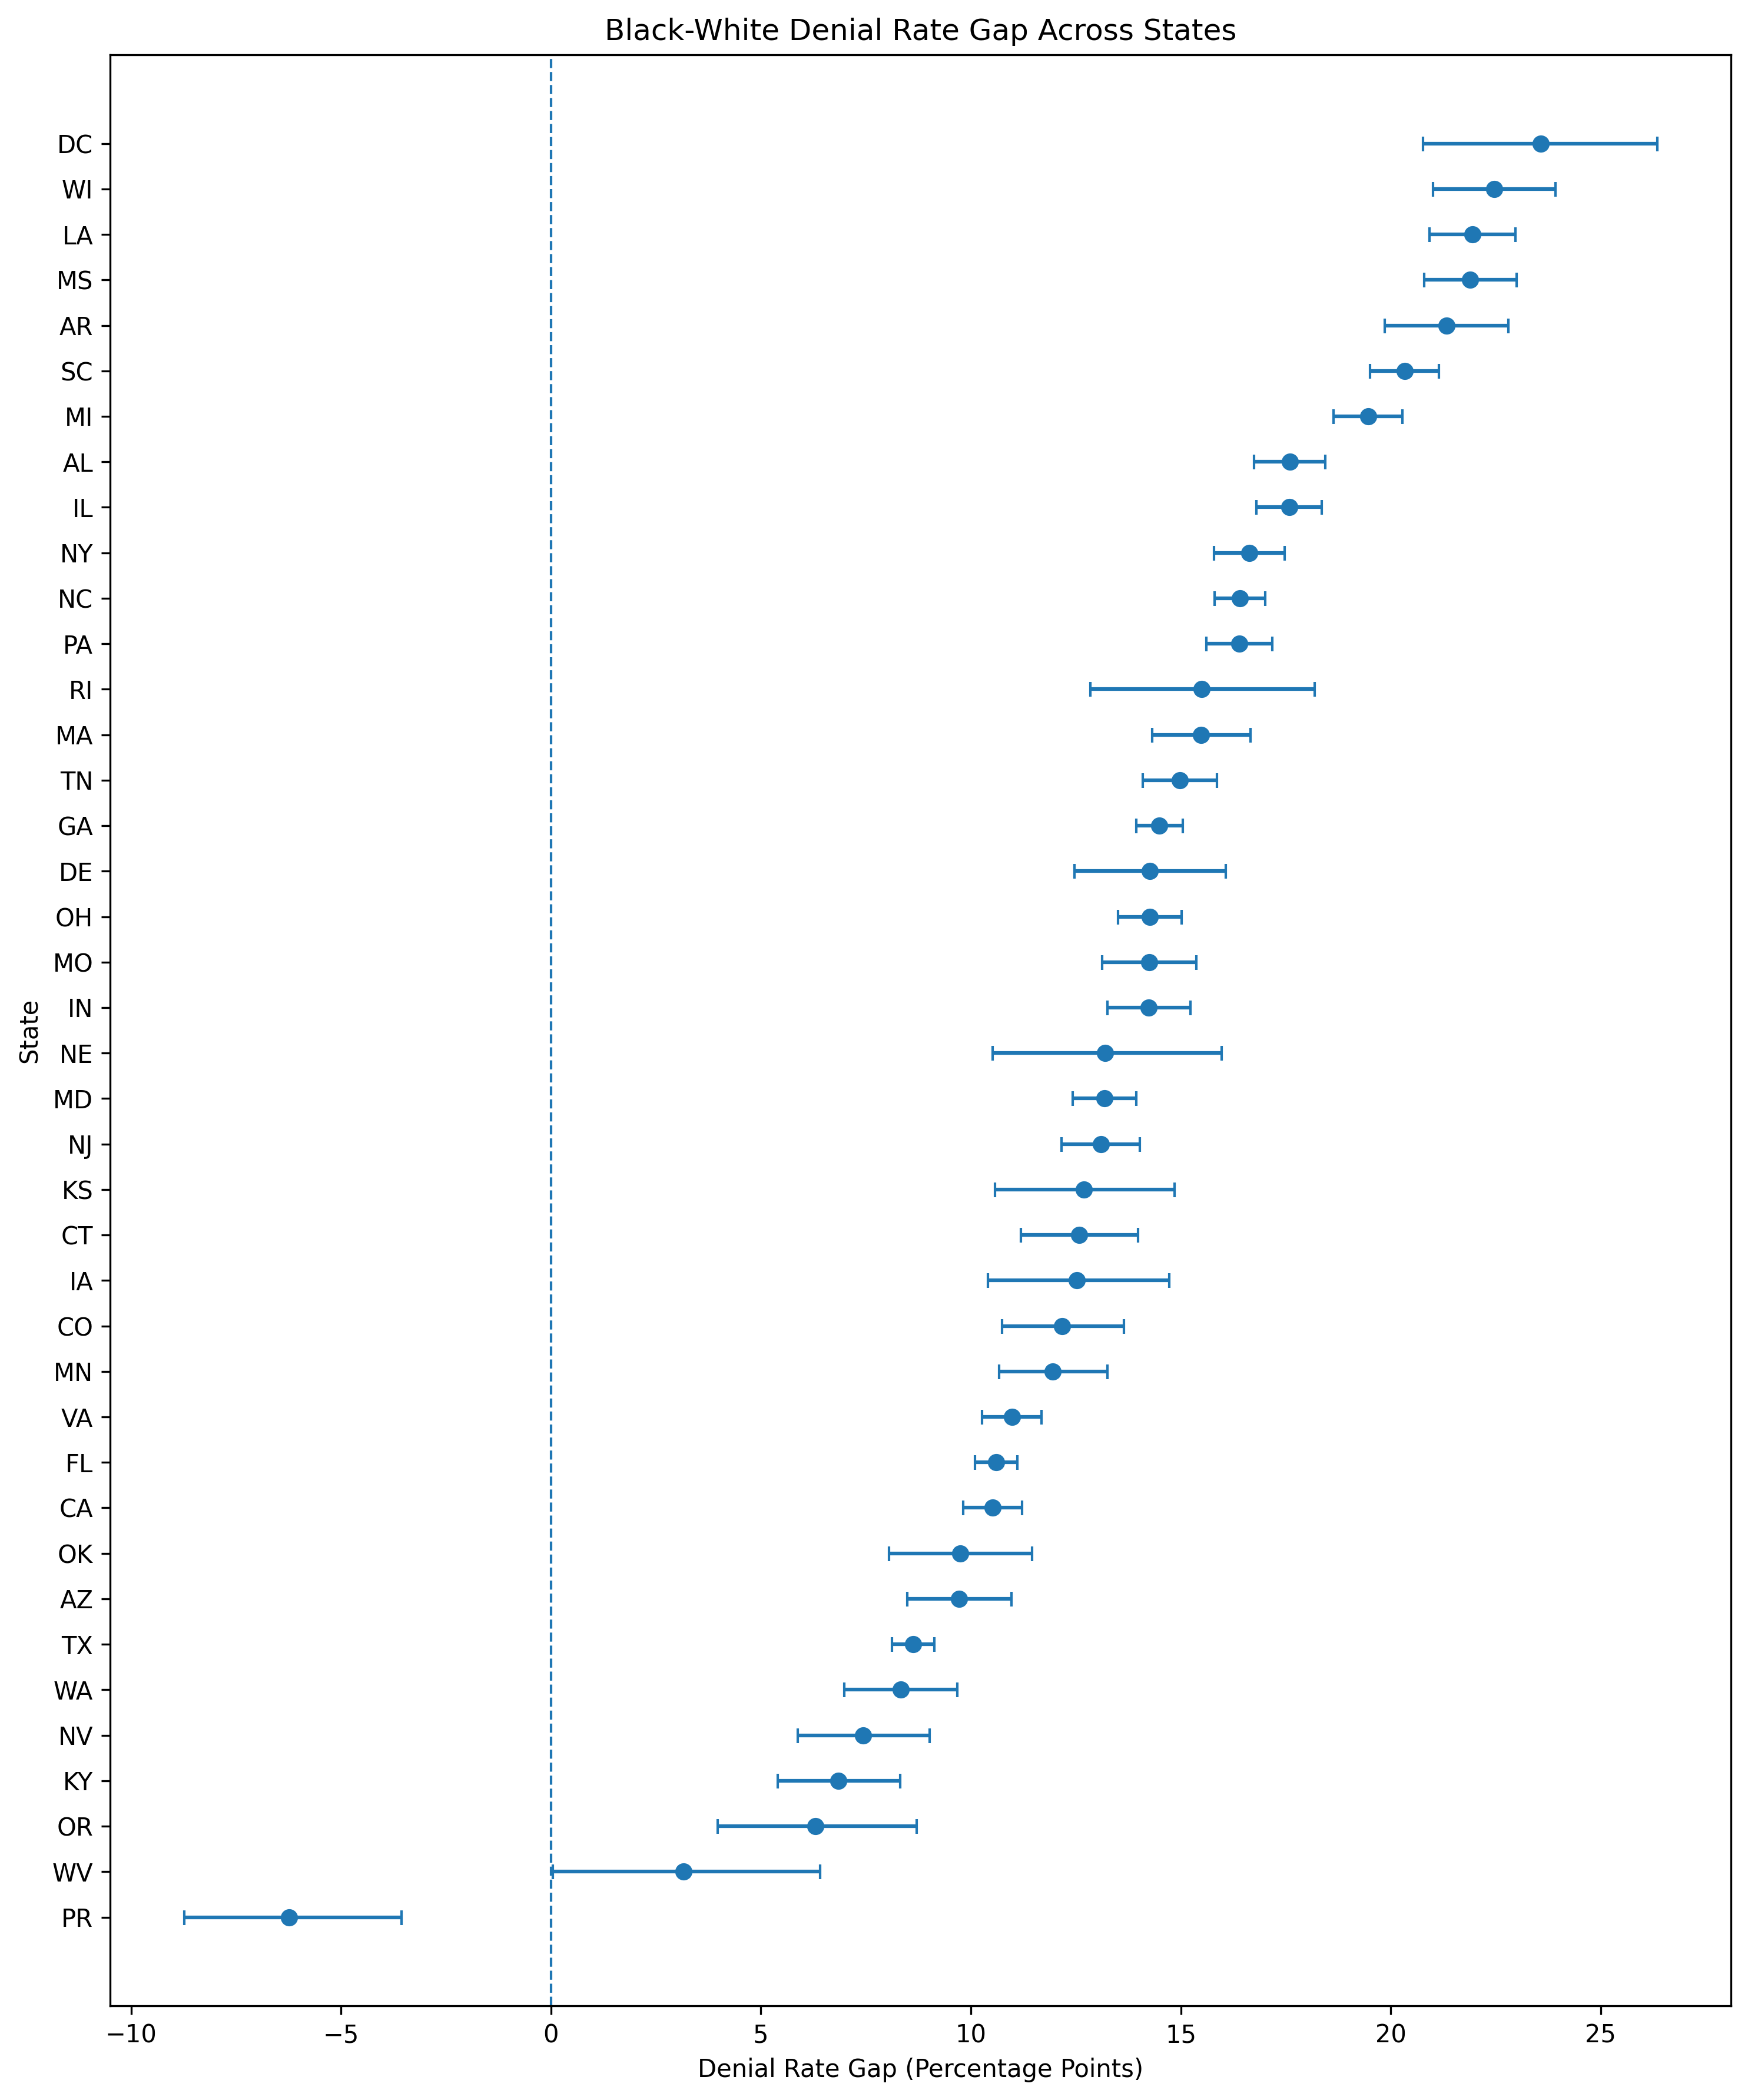 Black-White Denial Rate Gap Across States
DC
WI
LA
MS
AR
SC
MI
AL
IL
NY
NC
PA
RI
MA
TN
GA
DE
OH
MO
IN
NE
MD
NJ
KS
CT
IA
CO
MN
VA
FL
CA
OK
AZ
TX
WA
NV
KY
OR
WV
PR
State
−10 −5 0 5 10 15 20 25
Denial Rate Gap (Percentage Points)